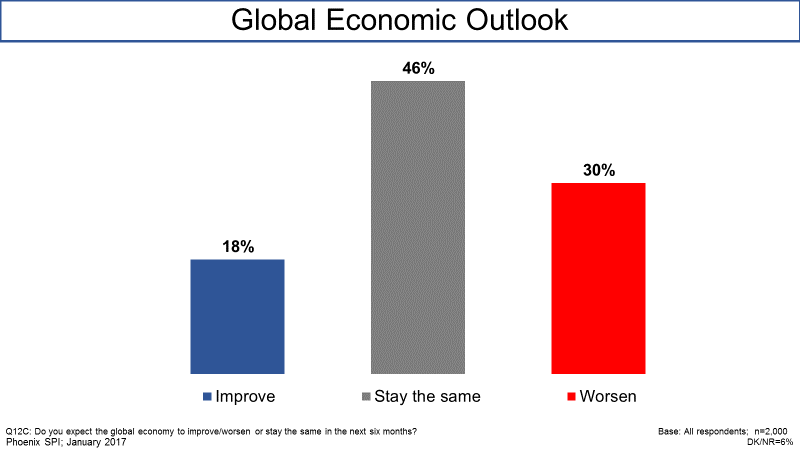 Global Economic Outlook
46%
30%
18%
Improve
Stay the same
Worsen
Q12C: Do you expect the global economy to improve/worsen or stay the same in the next six months?
Base: All respondents; n=2,000
Phoenix SPI; January 2017
DK/NR=6%